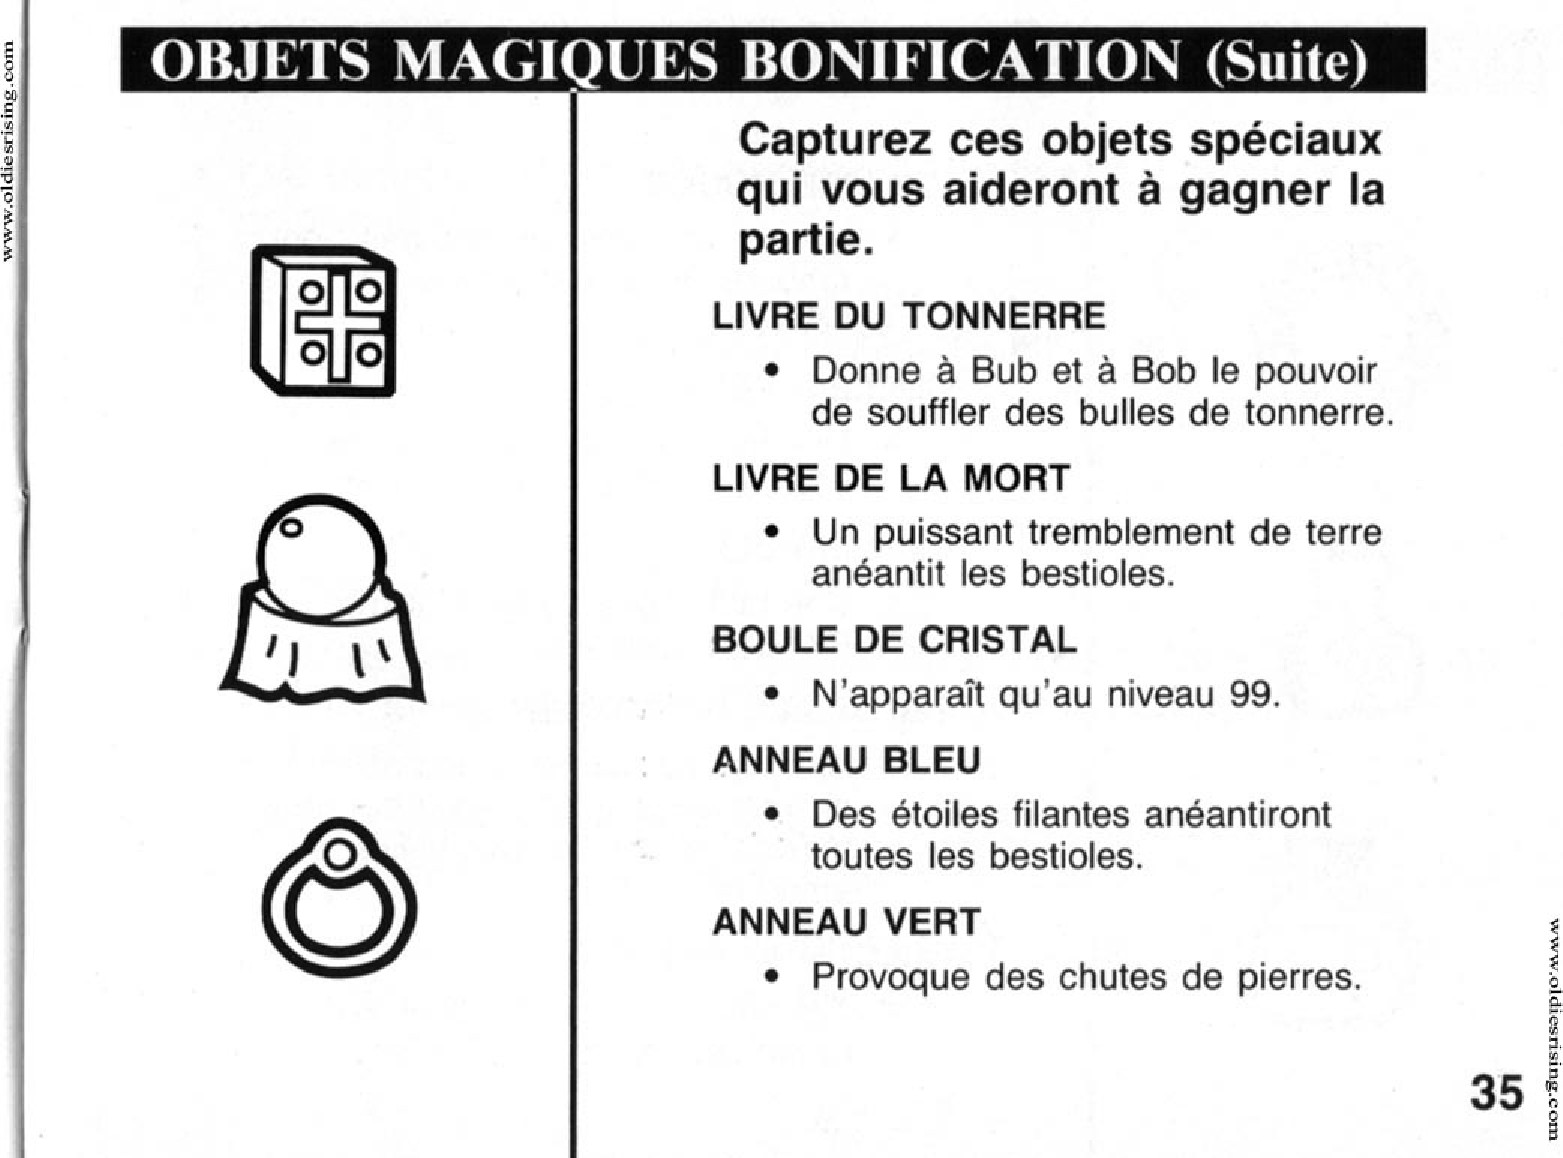 OBJETS MAGIQUES BONIFICATION (Suite)
Capturez ces objets spéciaux
qui vous aideront à gagner la
partie.
LIVRE DU TONNERRE
• Donne à Bub et à Bob le pouvoir
de souffler des bulles de tonnerre.
LIVRE DE LA MORT
• Un puissant tremblement de terre
anéantit les bestioles.
BOULE DE CRISTAL
• N'apparaît qu'au niveau 99.
ANNEAU BLEU
• Des étoiles filantes anéantiront
toutes les bestioles.
ANNEAU VERT
• Provoque des chutes de pierres.
35
www.oldiesrising.com
www.oldiesrising.com